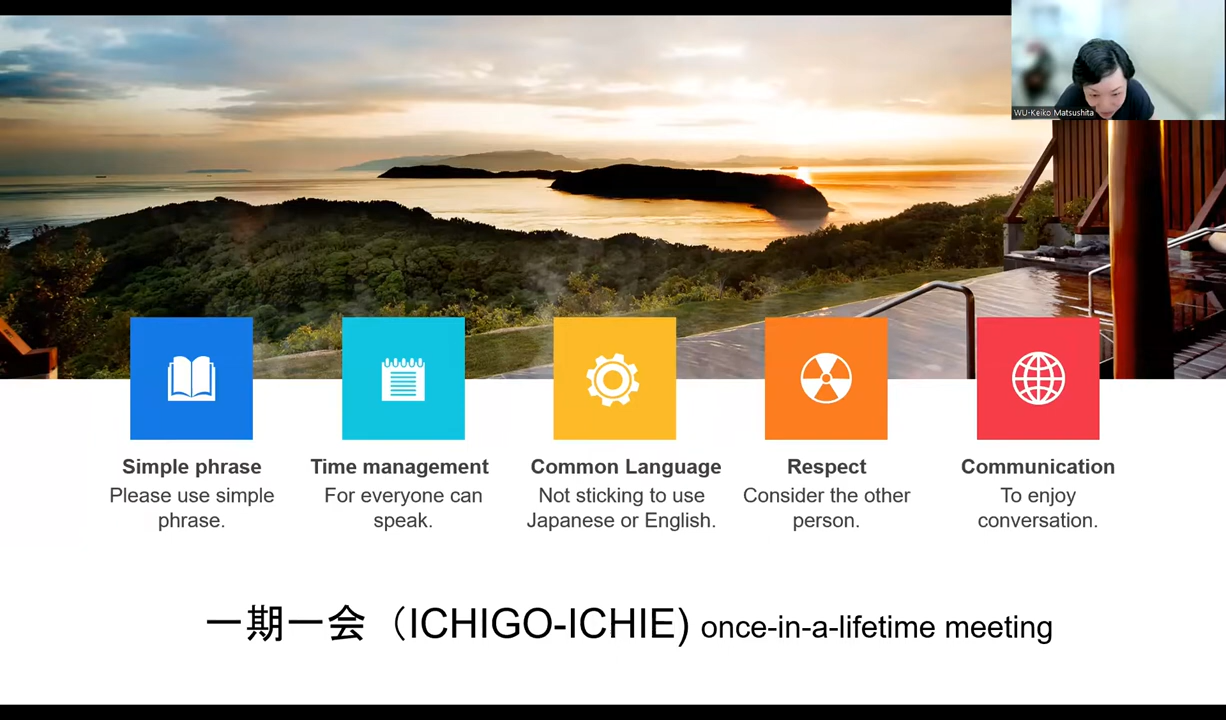 WU-Keiko Matsushita
Simple phrase
Please use simple
phrase.
Time management
For everyone can
speak.
Common Language
Not sticking to use
Japanese or English.
Respect
Consider the other
person.
Communication
To enjoy
conversation.
一期一会（ICHIGO-ICHIE) once-in-a-lifetime meeting